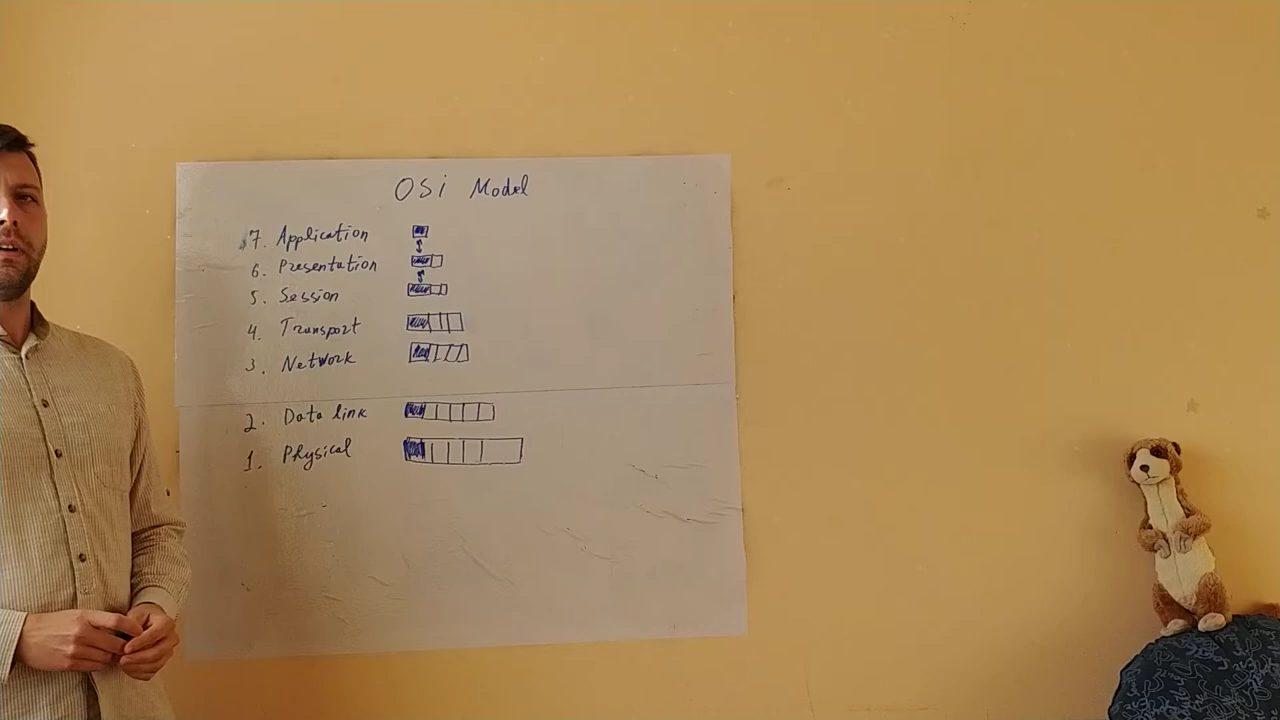 OSi Model
7. Application
6. Presentation
5. Session
4. Transport
3. Network
2. Data link
1. Physical